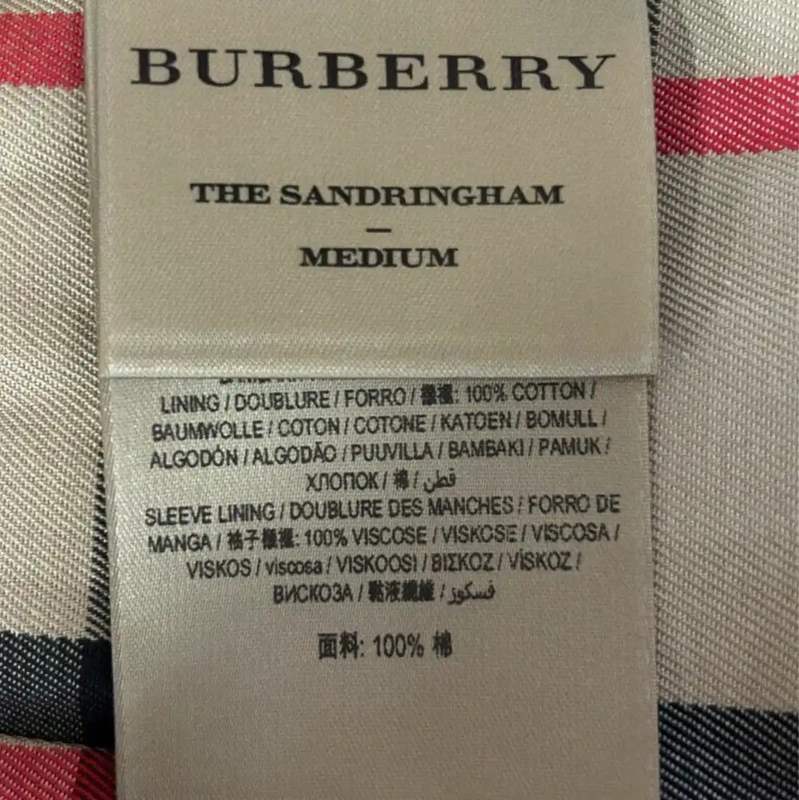 BURBERRY
THE SANDRINGHAM
–
MEDIUM
LINING / DOUBLURE / FORRO / 襯裡: 100% COTTON /
BAUMWOLLE / COTON / COTONE / KATOEN / BOMULL /
ALGODÓN / ALGODÃO / PUUVILLA / BAMBAKI / PAMUK /
ХЛОПОК / 棉 / قطن
SLEEVE LINING / DOUBLURE DES MANCHES / FORRO DE
MANGA / 袖子襯裡: 100% VISCOSE / VISKOSE / VISCOSA /
VISKOS / viscosa / VISKOOSI / ΒΙΣΚΟΖ / VİSKOZ /
ВИСКОЗА / 黏液纖維 / فسكوز
面料: 100% 棉